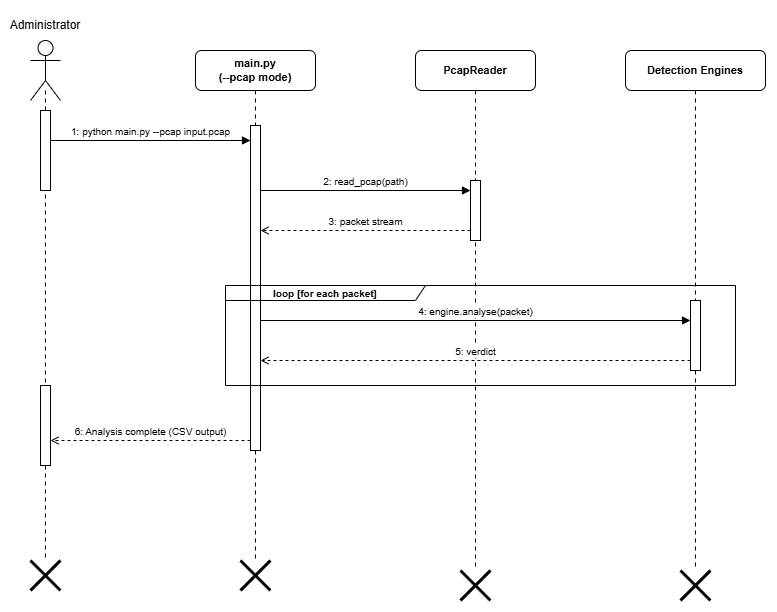 Administrator
main.py
(--pcap mode)
PcapReader
Detection Engines
1: python main.py --pcap input.pcap
2: read_pcap(path)
3: packet stream
loop [for each packet]
4: engine.analyse(packet)
5: verdict
6: Analysis complete (CSV output)